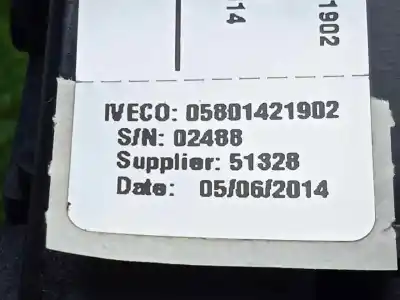 14
1902
IVECO: 05801421902
S/N: 02488
Supplier: 51328
Date: 05/06/2014